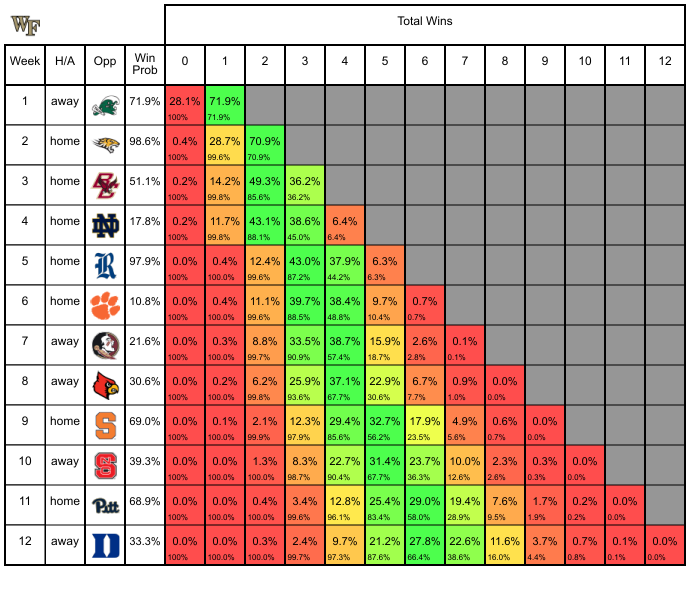 WF
Total Wins
Week H/A Opp Win Prob 0 1 2 3 4 5 6 7 8 9 10 11 12
1 away 71.9% 28.1% 71.9%
100% 71.9%
2 home 98.6% 0.4% 28.7% 70.9%
100% 99.6% 70.9%
3 home BC 51.1% 0.2% 14.2% 49.3% 36.2%
100% 99.8% 85.6% 36.2%
4 home ND 17.8% 0.2% 11.7% 43.1% 38.6% 6.4%
100% 99.8% 88.1% 45.0% 6.4%
5 home R 97.9% 0.0% 0.4% 12.4% 43.0% 37.9% 6.3%
100% 100.0% 99.6% 87.2% 44.2% 6.3%
6 home 10.8% 0.0% 0.4% 11.1% 39.7% 38.4% 9.7% 0.7%
100% 100.0% 99.6% 88.5% 48.8% 10.4% 0.7%
7 away 21.6% 0.0% 0.3% 8.8% 33.5% 38.7% 15.9% 2.6% 0.1%
100% 100.0% 99.7% 90.9% 57.4% 18.7% 2.8% 0.1%
8 away 30.6% 0.0% 0.2% 6.2% 25.9% 37.1% 22.9% 6.7% 0.9% 0.0%
100% 100.0% 99.8% 93.6% 67.7% 30.6% 7.7% 1.0% 0.0%
9 home S 69.0% 0.0% 0.1% 2.1% 12.3% 29.4% 32.7% 17.9% 4.9% 0.6% 0.0%
100% 100.0% 99.9% 97.9% 85.6% 56.2% 23.5% 5.6% 0.7% 0.0%
10 away NCS 39.3% 0.0% 0.0% 1.3% 8.3% 22.7% 31.4% 23.7% 10.0% 2.3% 0.3% 0.0%
100% 100.0% 100.0% 98.7% 90.4% 67.7% 36.3% 12.6% 2.6% 0.3% 0.0%
11 home Pitt 68.9% 0.0% 0.0% 0.4% 3.4% 12.8% 25.4% 29.0% 19.4% 7.6% 1.7% 0.2% 0.0%
100% 100.0% 100.0% 99.6% 96.1% 83.4% 58.0% 28.9% 9.5% 1.9% 0.2% 0.0%
12 away D 33.3% 0.0% 0.0% 0.3% 2.4% 9.7% 21.2% 27.8% 22.6% 11.6% 3.7% 0.7% 0.1% 0.0%
100% 100.0% 100.0% 99.7% 97.3% 87.6% 66.4% 38.6% 16.0% 4.4% 0.8% 0.1% 0.0%